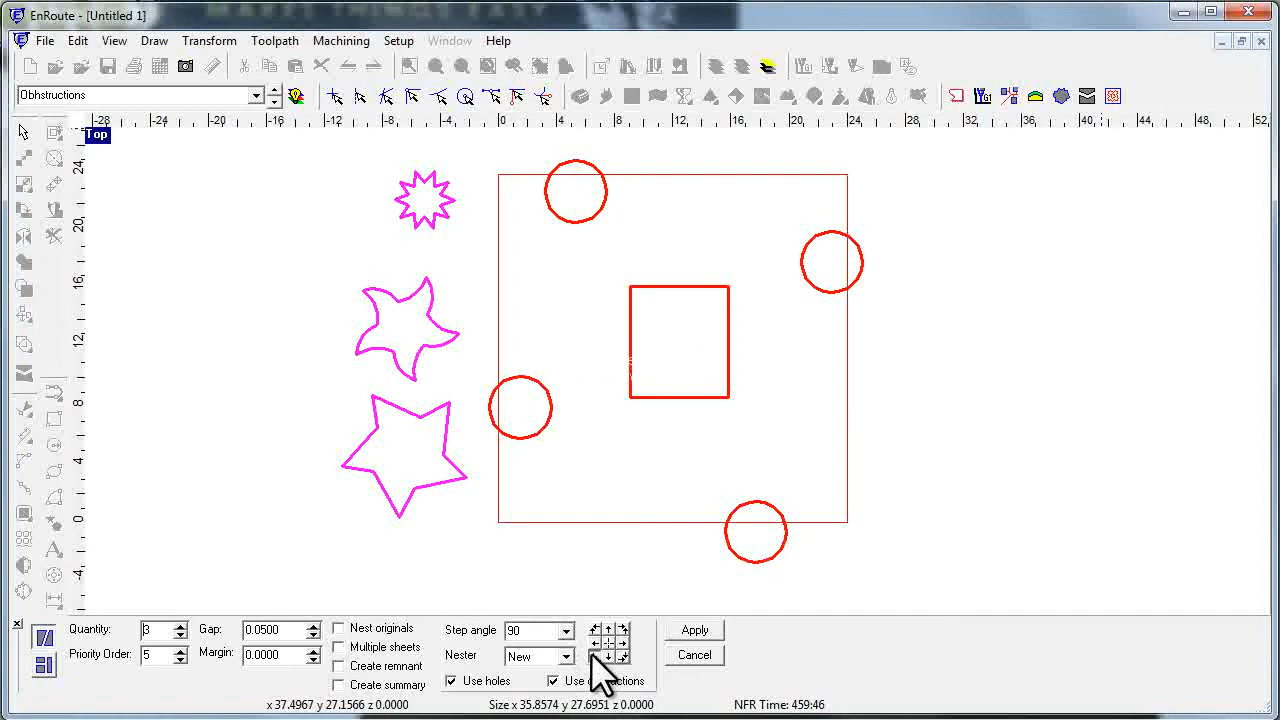 MAKES THINGS EASY
EnRoute - [Untitled 1]
File Edit View Draw Transform Toolpath Machining Setup Window Help
Obhstructions
-28 -24 -20 -16 -12 -8 -4 0 4 8 12 16 20 24 28 32 36 40 44 48 52
Top
24
20
16
12
8
4
0
-4
Quantity: 3 Gap: 0.0500 Nest originals Step angle 90 Apply
Multiple sheets
Priority Order: 5 Margin: 0.0000 Nester New Cancel
Create remnant
Create summary Use holes Use
x 37.4967 y 27.1566 z 0.0000 Size x 35.8574 y 27.6951 z 0.0000 NFR Time: 459:46